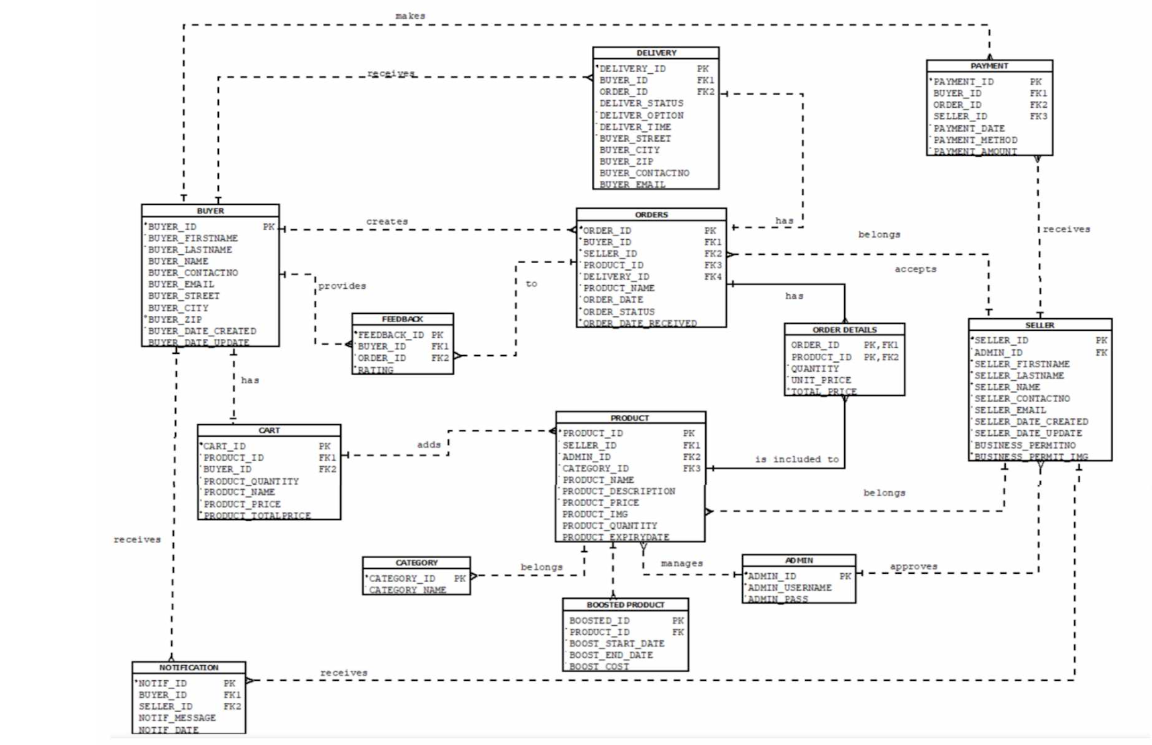 makes
DELIVERY
*DELIVERY_ID PK
BUYER_ID FK1
ORDER_ID FK2
DELIVER_STATUS
DELIVER_OPTION
DELIVER_TIME
BUYER_STREET
BUYER_CITY
BUYER_ZIP
BUYER_CONTACTNO
BUYER_EMAIL
receives
PAYMENT
*PAYMENT_ID PK
BUYER_ID FK1
ORDER_ID FK2
SELLER_ID FK3
PAYMENT_DATE
PAYMENT_METHOD
PAYMENT_AMOUNT
BUYER
*BUYER_ID PK
BUYER_FIRSTNAME
BUYER_LASTNAME
BUYER_NAME
BUYER_CONTACTNO
BUYER_EMAIL
BUYER_STREET
BUYER_CITY
BUYER_ZIP
BUYER_DATE_CREATED
BUYER_DATE_UPDATE
creates
ORDERS
*ORDER_ID PK
BUYER_ID FK1
SELLER_ID FK2
PRODUCT_ID FK3
DELIVERY_ID FK4
PRODUCT_NAME
ORDER_DATE
ORDER_STATUS
ORDER_DATE_RECEIVED
has
belongs
accepts
receives
provides
to
has
FEEDBACK
*FEEDBACK_ID PK
BUYER_ID FK1
ORDER_ID FK2
RATING
ORDER DETAILS
ORDER_ID PK,FK1
PRODUCT_ID PK,FK2
QUANTITY
UNIT_PRICE
TOTAL_PRICE
SELLER
*SELLER_ID PK
ADMIN_ID FK
SELLER_FIRSTNAME
SELLER_LASTNAME
SELLER_NAME
SELLER_CONTACTNO
SELLER_EMAIL
SELLER_DATE_CREATED
SELLER_DATE_UPDATE
BUSINESS_PERMITNO
BUSINESS_PERMIT_IMG
has
CART
*CART_ID PK
PRODUCT_ID FK1
BUYER_ID FK2
PRODUCT_QUANTITY
PRODUCT_NAME
PRODUCT_PRICE
PRODUCT_TOTALPRICE
adds
PRODUCT
*PRODUCT_ID PK
SELLER_ID FK1
ADMIN_ID FK2
CATEGORY_ID FK3
PRODUCT_NAME
PRODUCT_DESCRIPTION
PRODUCT_PRICE
PRODUCT_IMG
PRODUCT_QUANTITY
PRODUCT_EXPIRYDATE
is included to
belongs
receives
CATEGORY
*CATEGORY_ID PK
CATEGORY_NAME
belongs
manages
ADMIN
*ADMIN_ID PK
ADMIN_USERNAME
ADMIN_PASS
approves
BOOSTED PRODUCT
BOOSTED_ID PK
PRODUCT_ID FK
BOOST_START_DATE
BOOST_END_DATE
BOOST_COST
NOTIFICATION
*NOTIF_ID PK
BUYER_ID FK1
SELLER_ID FK2
NOTIF_MESSAGE
NOTIF_DATE
receives